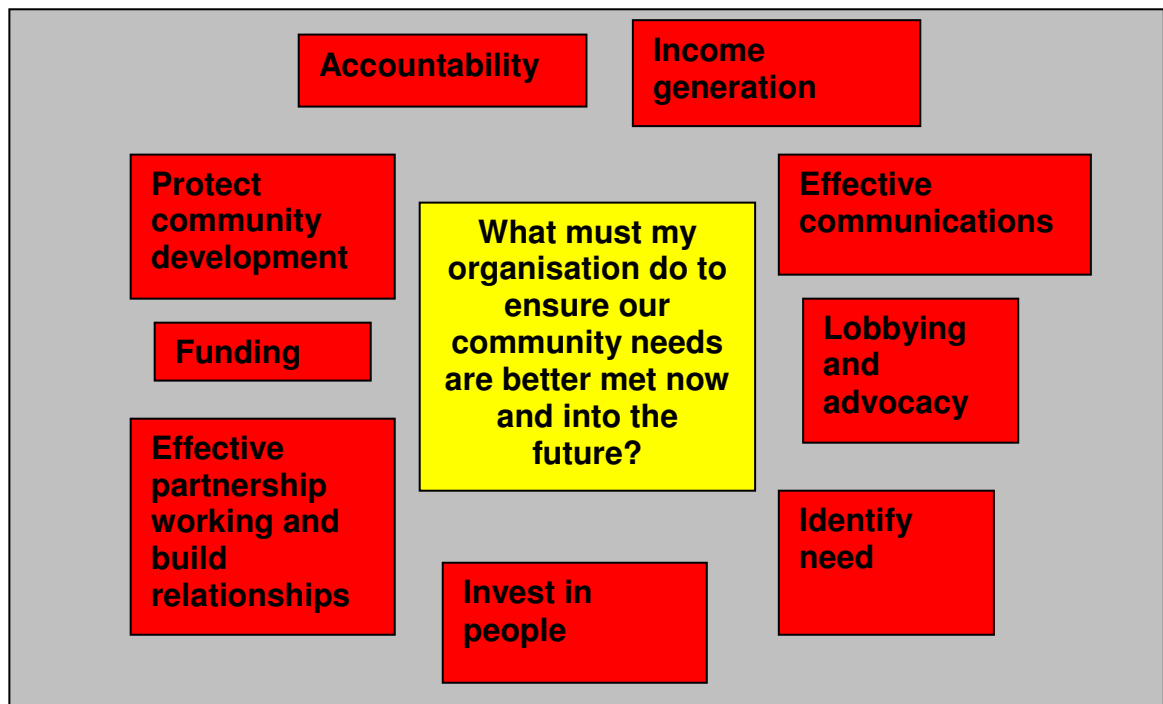 Accountability
Income
generation
Protect
community
development
What must my
organisation do to
ensure our
community needs
are better met now
and into the
future?
Effective
communications
Funding
Lobbying
and
advocacy
Effective
partnership
working and
build
relationships
Invest in
people
Identify
need